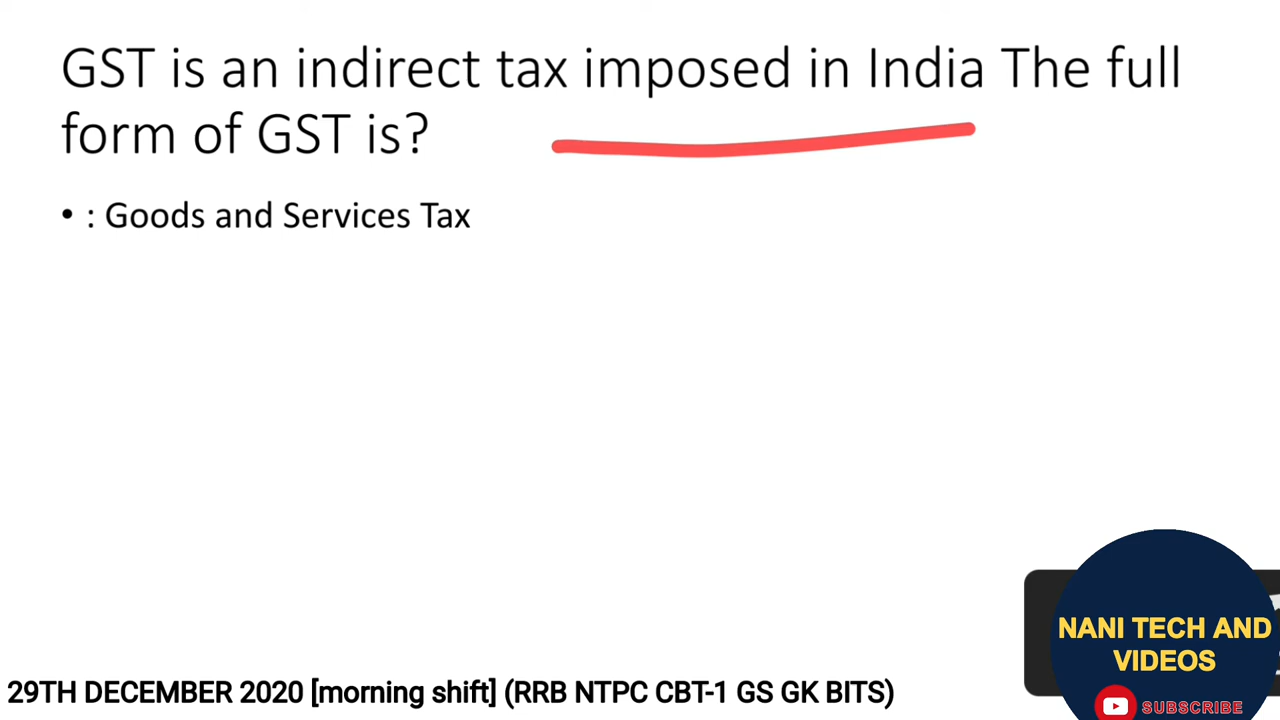 GST is an indirect tax imposed in India The full
form of GST is?
• : Goods and Services Tax
NANI TECH AND
VIDEOS
SUBSCRIBE
29TH DECEMBER 2020 [morning shift] (RRB NTPC CBT-1 GS GK BITS)